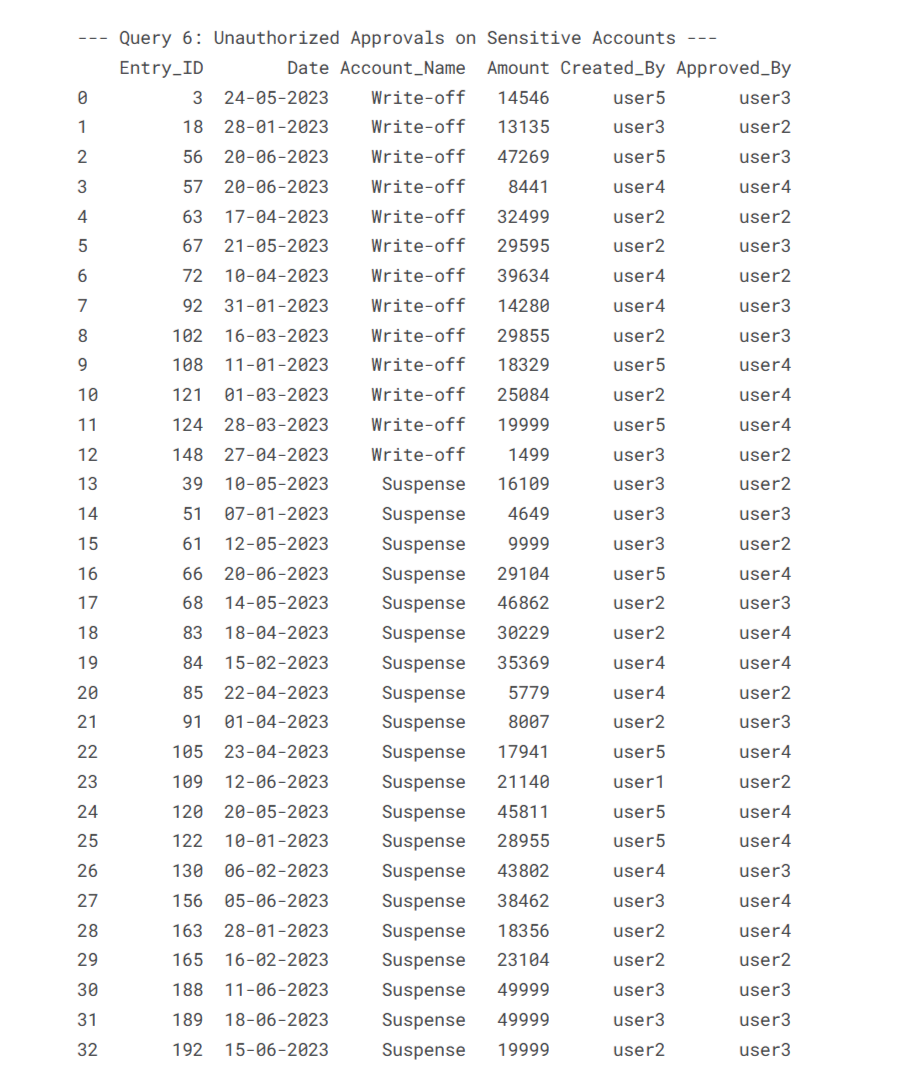 --- Query 6: Unauthorized Approvals on Sensitive Accounts ---
Entry_ID Date Account_Name Amount Created_By Approved_By
0 3 24-05-2023 Write-off 14546 user5 user3
1 18 28-01-2023 Write-off 13135 user3 user2
2 56 20-06-2023 Write-off 47269 user5 user3
3 57 20-06-2023 Write-off 8441 user4 user4
4 63 17-04-2023 Write-off 32499 user2 user2
5 67 21-05-2023 Write-off 29595 user2 user3
6 72 10-04-2023 Write-off 39634 user4 user2
7 92 31-01-2023 Write-off 14280 user4 user3
8 102 16-03-2023 Write-off 29855 user2 user3
9 108 11-01-2023 Write-off 18329 user5 user4
10 121 01-03-2023 Write-off 25084 user2 user4
11 124 28-03-2023 Write-off 19999 user5 user4
12 148 27-04-2023 Write-off 1499 user3 user2
13 39 10-05-2023 Suspense 16109 user3 user2
14 51 07-01-2023 Suspense 4649 user3 user3
15 61 12-05-2023 Suspense 9999 user3 user2
16 66 20-06-2023 Suspense 29104 user5 user4
17 68 14-05-2023 Suspense 46862 user2 user3
18 83 18-04-2023 Suspense 30229 user2 user4
19 84 15-02-2023 Suspense 35369 user4 user4
20 85 22-04-2023 Suspense 5779 user4 user2
21 91 01-04-2023 Suspense 8007 user2 user3
22 105 23-04-2023 Suspense 17941 user5 user4
23 109 12-06-2023 Suspense 21140 user1 user2
24 120 20-05-2023 Suspense 45811 user5 user4
25 122 10-01-2023 Suspense 28955 user5 user4
26 130 06-02-2023 Suspense 43802 user4 user3
27 156 05-06-2023 Suspense 38462 user3 user4
28 163 28-01-2023 Suspense 18356 user2 user4
29 165 16-02-2023 Suspense 23104 user2 user2
30 188 11-06-2023 Suspense 49999 user3 user3
31 189 18-06-2023 Suspense 49999 user3 user3
32 192 15-06-2023 Suspense 19999 user2 user3